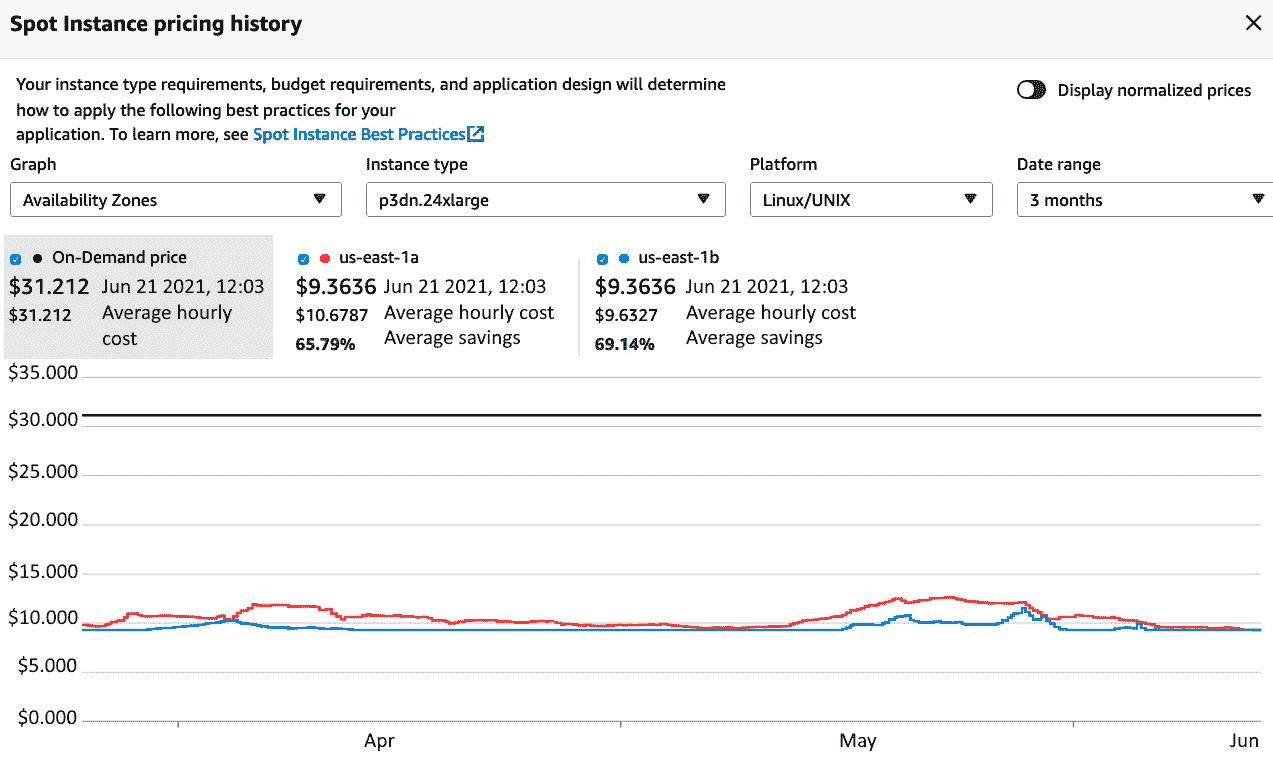 Spot Instance pricing history
Your instance type requirements, budget requirements, and application design will determine
how to apply the following best practices for your
application. To learn more, see Spot Instance Best Practices
Display normalized prices
Graph
Availability Zones
Instance type
p3dn.24xlarge
Platform
Linux/UNIX
Date range
3 months
On-Demand price
$31.212 Jun 21 2021, 12:03
$31.212 Average hourly
cost
us-east-1a
$9.3636 Jun 21 2021, 12:03
$10.6787 Average hourly cost
65.79% Average savings
us-east-1b
$9.3636 Jun 21 2021, 12:03
$9.6327 Average hourly cost
69.14% Average savings
$35.000
$30.000
$25.000
$20.000
$15.000
$10.000
$5.000
$0.000
Apr
May
Jun